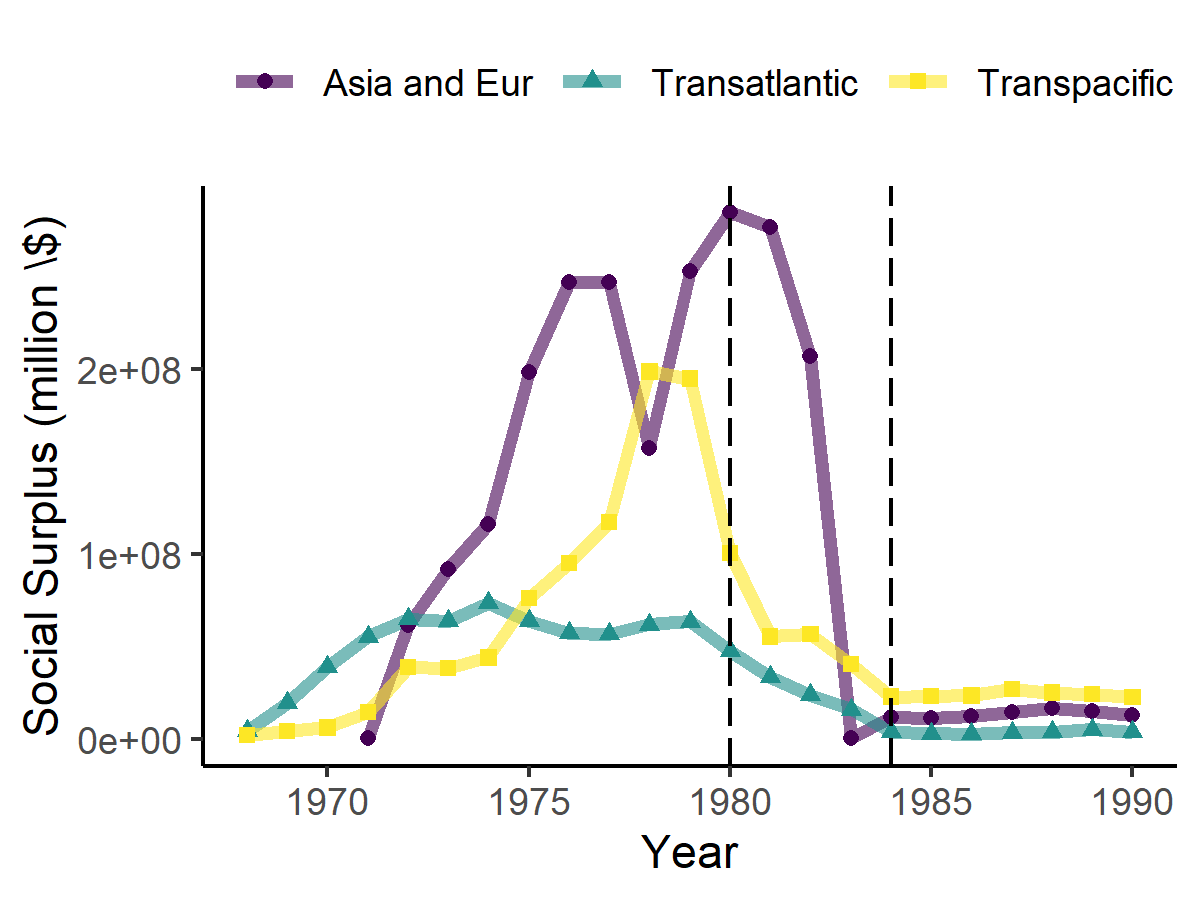 Asia and Eur Transatlantic Transpacific
Social Surplus (million \$)
2e+08
1e+08
0e+00
1970 1975 1980 1985 1990
Year